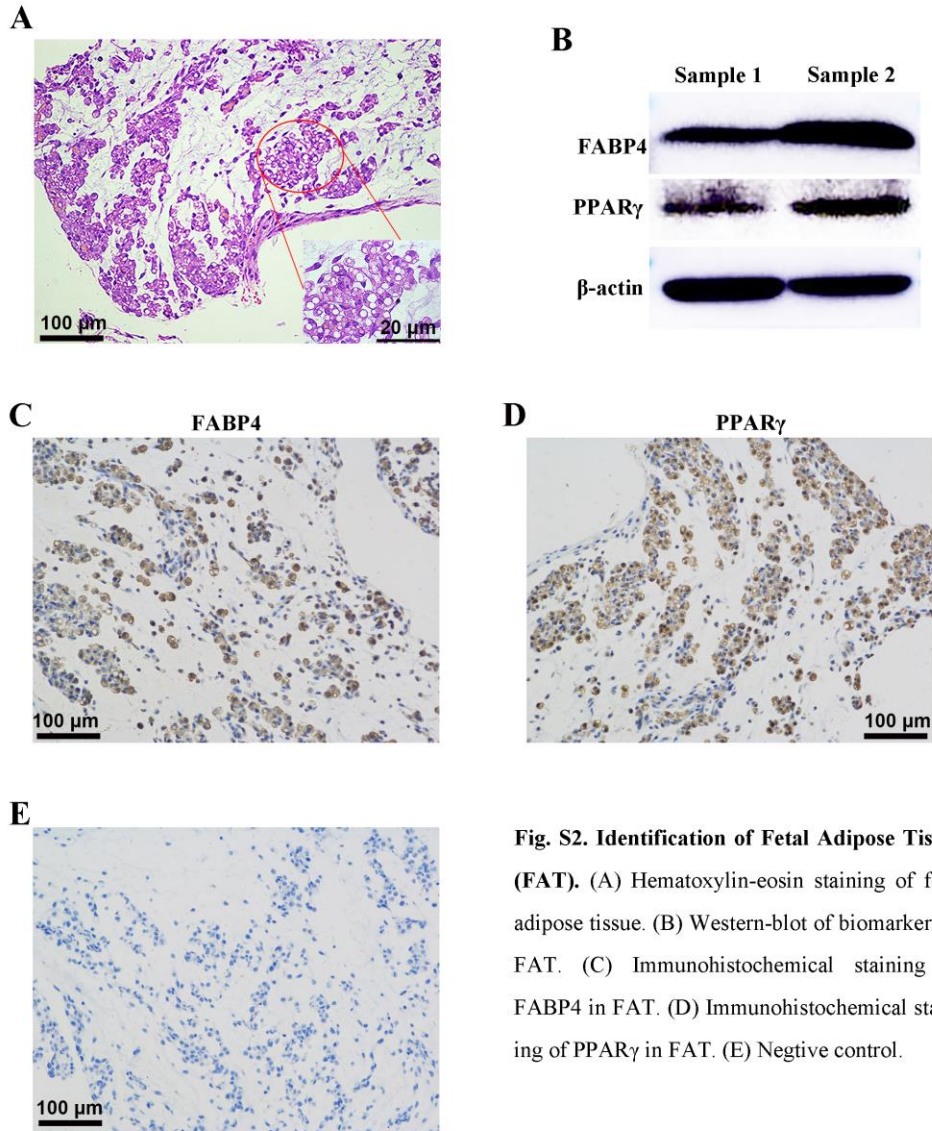 A
100 µm
20 µm
B
Sample 1 Sample 2
FABP4
PPARγ
β-actin
C
FABP4
100 µm
D
PPARγ
100 µm
E
100 µm
Fig. S2. Identification of Fetal Adipose Tis
(FAT). (A) Hematoxylin-eosin staining of f
adipose tissue. (B) Western-blot of biomarker
FAT. (C) Immunohistochemical staining
FABP4 in FAT. (D) Immunohistochemical sta
ing of PPARγ in FAT. (E) Negtive control.